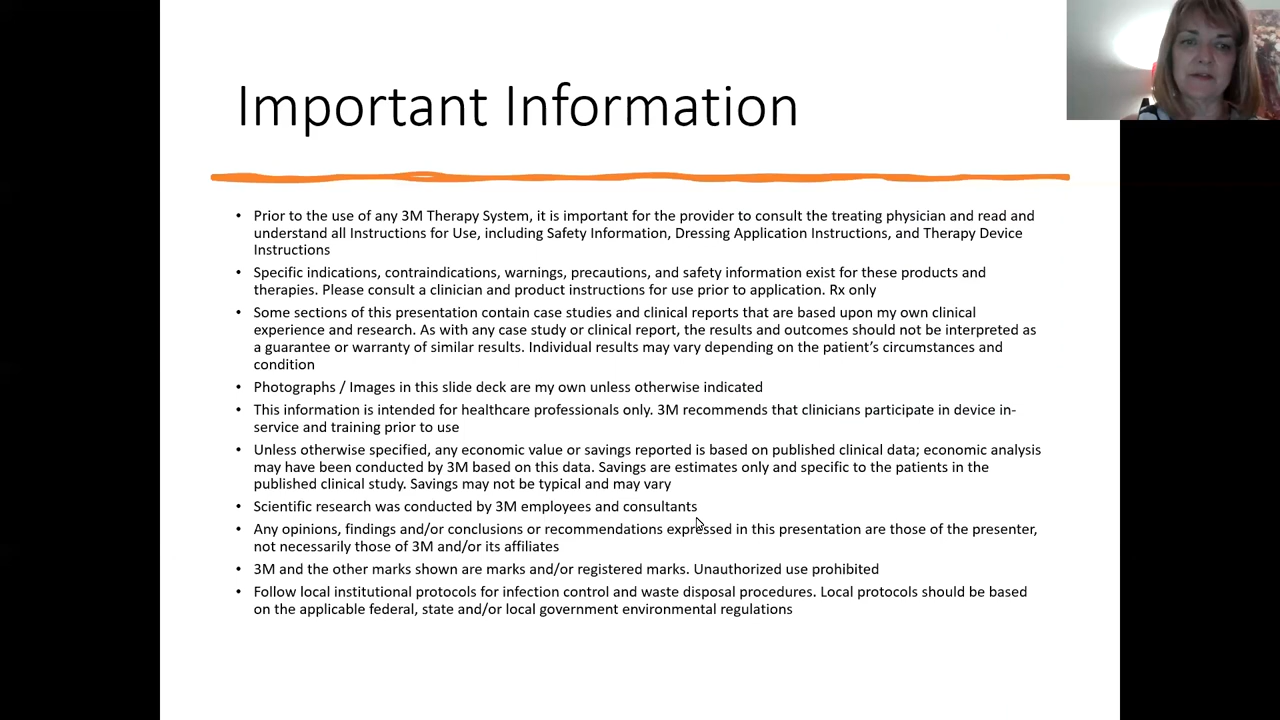 Important Information
• Prior to the use of any 3M Therapy System, it is important for the provider to consult the treating physician and read and
understand all Instructions for Use, including Safety Information, Dressing Application Instructions, and Therapy Device
Instructions
• Specific indications, contraindications, warnings, precautions, and safety information exist for these products and
therapies. Please consult a clinician and product instructions for use prior to application. Rx only
• Some sections of this presentation contain case studies and clinical reports that are based upon my own clinical
experience and research. As with any case study or clinical report, the results and outcomes should not be interpreted as
a guarantee or warranty of similar results. Individual results may vary depending on the patient’s circumstances and
condition
• Photographs / Images in this slide deck are my own unless otherwise indicated
• This information is intended for healthcare professionals only. 3M recommends that clinicians participate in device in-
service and training prior to use
• Unless otherwise specified, any economic value or savings reported is based on published clinical data; economic analysis
may have been conducted by 3M based on this data. Savings are estimates only and specific to the patients in the
published clinical study. Savings may not be typical and may vary
• Scientific research was conducted by 3M employees and consultants
• Any opinions, findings and/or conclusions or recommendations expressed in this presentation are those of the presenter,
not necessarily those of 3M and/or its affiliates
• 3M and the other marks shown are marks and/or registered marks. Unauthorized use prohibited
• Follow local institutional protocols for infection control and waste disposal procedures. Local protocols should be based
on the applicable federal, state and/or local government environmental regulations